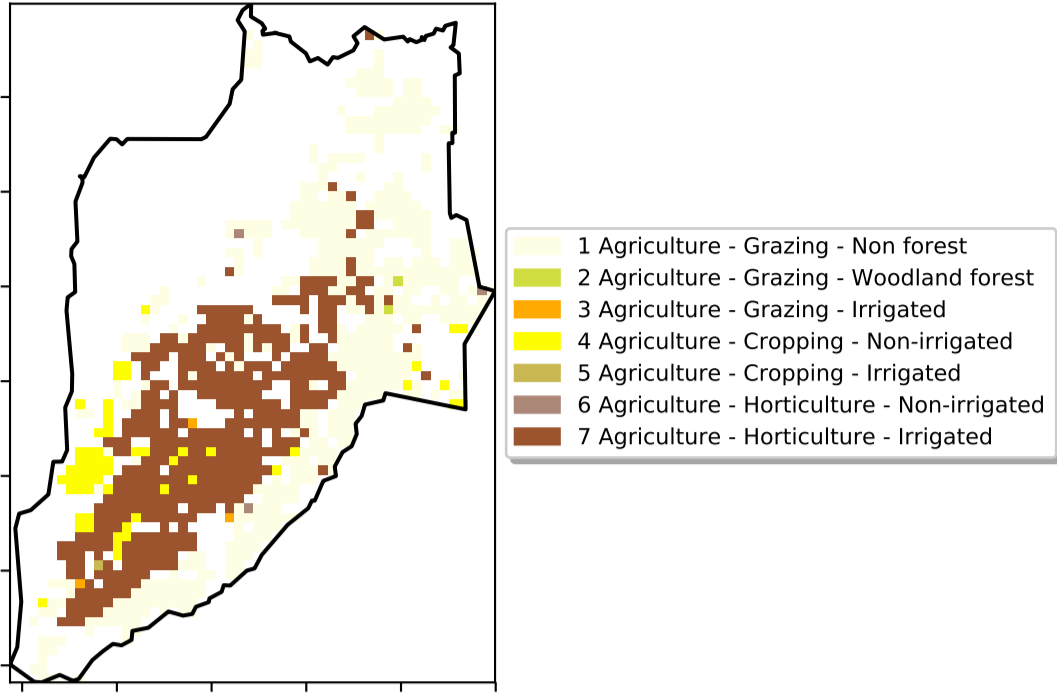 1 Agriculture - Grazing - Non forest
2 Agriculture - Grazing - Woodland forest
3 Agriculture - Grazing - Irrigated
4 Agriculture - Cropping - Non-irrigated
5 Agriculture - Cropping - Irrigated
6 Agriculture - Horticulture - Non-irrigated
7 Agriculture - Horticulture - Irrigated